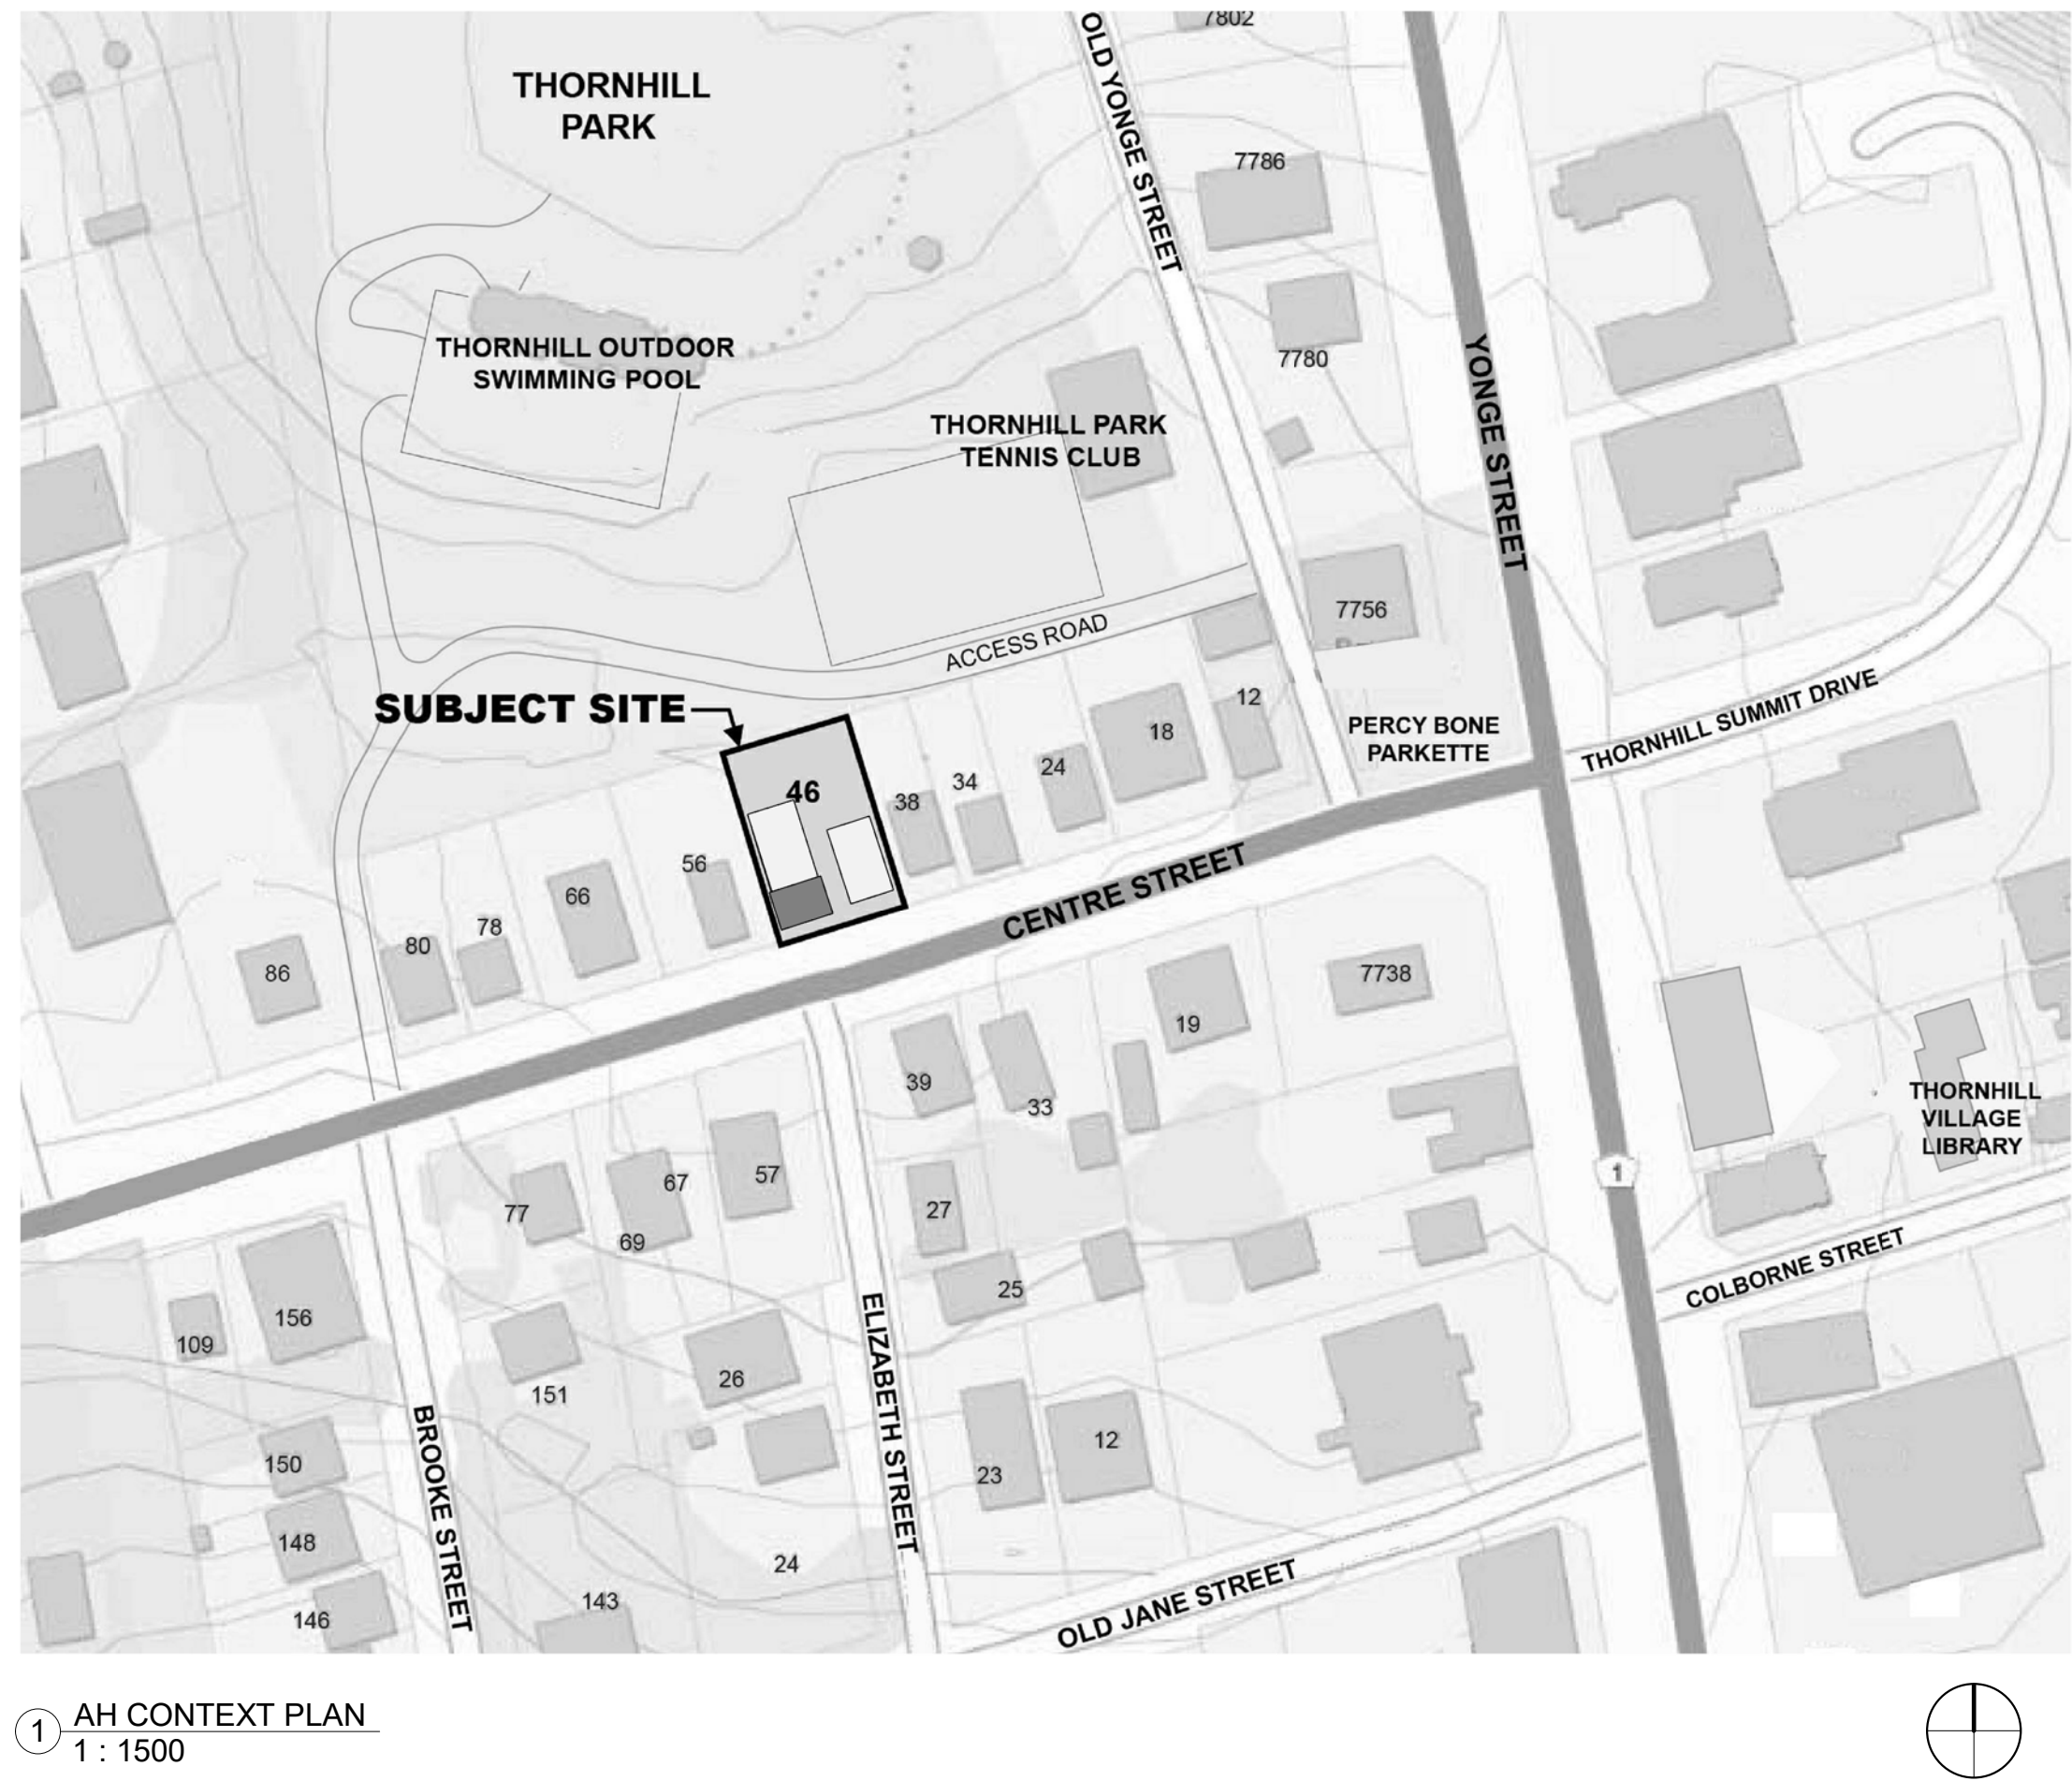 7802
OLD YONGE STREET
THORNHILL
PARK
7786
THORNHILL OUTDOOR
SWIMMING POOL
7780
YONGE STREET
THORNHILL PARK
TENNIS CLUB
7756
ACCESS ROAD
SUBJECT SITE
12
18
PERCY BONE
PARKETTE
THORNHILL SUMMIT DRIVE
24
34
38
46
56
66
78
80
86
CENTRE STREET
7738
19
39
33
THORNHILL
VILLAGE
LIBRARY
1
57
67
77
69
27
25
COLBORNE STREET
ELIZABETH STREET
156
109
151
26
12
23
BROOKE STREET
150
148
146
143
24
OLD JANE STREET
1
AH CONTEXT PLAN
1 : 1500